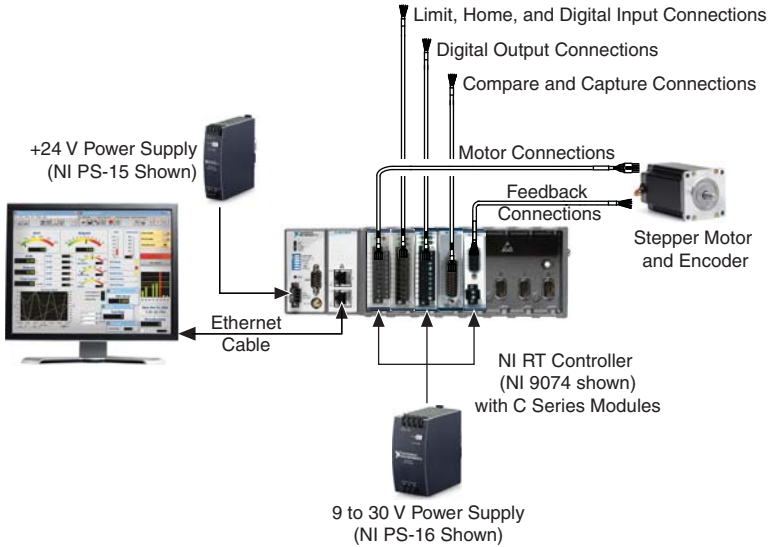 Limit, Home, and Digital Input Connections
Digital Output Connections
Compare and Capture Connections
+24 V Power Supply
(NI PS-15 Shown)
Motor Connections
Feedback
Connections
Stepper Motor
and Encoder
Ethernet
Cable
NI RT Controller
(NI 9074 shown)
with C Series Modules
9 to 30 V Power Supply
(NI PS-16 Shown)